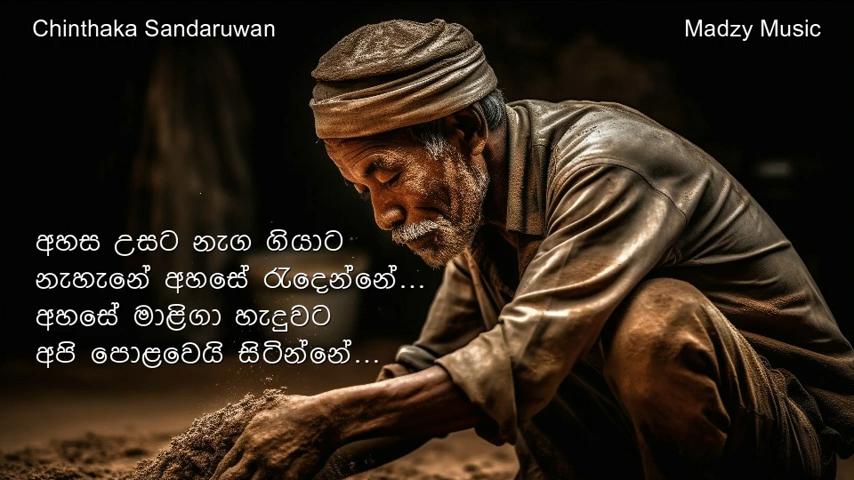 Chinthaka Sandaruwan
Madzy Music
අහස උසට නැග ගියාට
නැහැනේ අහසේ රැදෙන්නේ...
අහසේ මාළිගා හැදුවට
අපි පොළවෙයි සිටින්නේ...